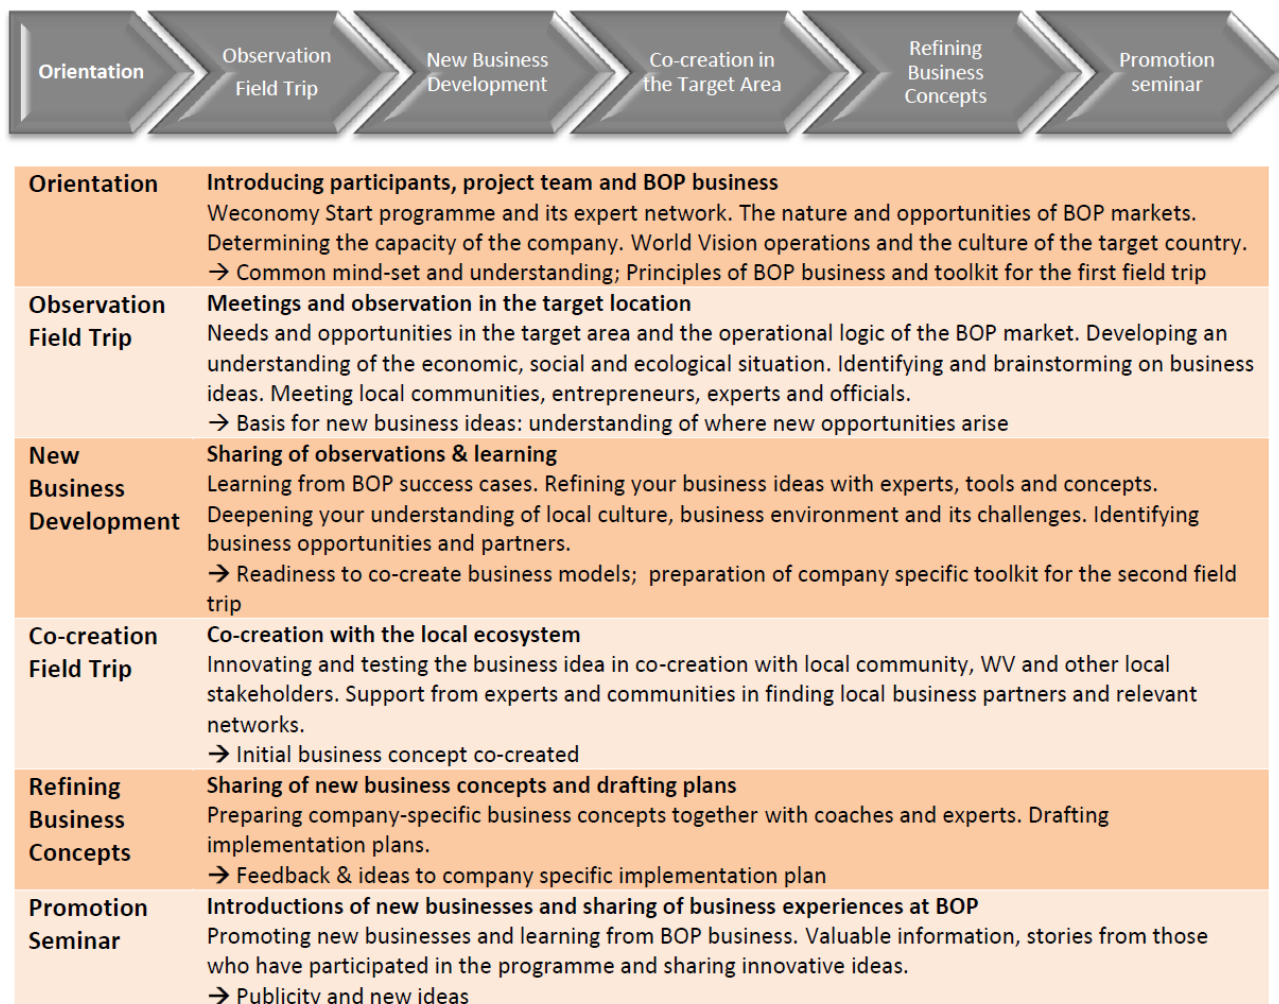 Orientation
Observation
Field Trip
New Business
Development
Co-creation in
the Target Area
Refining
Business
Concepts
Promotion
seminar
Orientation
Introducing participants, project team and BOP business
Weconomy Start programme and its expert network. The nature and opportunities of BOP markets.
Determining the capacity of the company. World Vision operations and the culture of the target country.
→ Common mind-set and understanding; Principles of BOP business and toolkit for the first field trip
Observation
Field Trip
Meetings and observation in the target location
Needs and opportunities in the target area and the operational logic of the BOP market. Developing an
understanding of the economic, social and ecological situation. Identifying and brainstorming on business
ideas. Meeting local communities, entrepreneurs, experts and officials.
→ Basis for new business ideas: understanding of where new opportunities arise
New
Business
Development
Sharing of observations & learning
Learning from BOP success cases. Refining your business ideas with experts, tools and concepts.
Deepening your understanding of local culture, business environment and its challenges. Identifying
business opportunities and partners.
→ Readiness to co-create business models; preparation of company specific toolkit for the second field
trip
Co-creation
Field Trip
Co-creation with the local ecosystem
Innovating and testing the business idea in co-creation with local community, WV and other local
stakeholders. Support from experts and communities in finding local business partners and relevant
networks.
→ Initial business concept co-created
Refining
Business
Concepts
Sharing of new business concepts and drafting plans
Preparing company-specific business concepts together with coaches and experts. Drafting
implementation plans.
→ Feedback & ideas to company specific implementation plan
Promotion
Seminar
Introductions of new businesses and sharing of business experiences at BOP
Promoting new businesses and learning from BOP business. Valuable information, stories from those
who have participated in the programme and sharing innovative ideas.
→ Publicity and new ideas